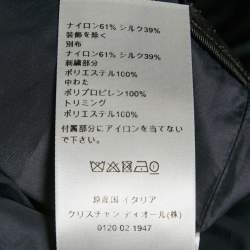 ナイロン61% シルク39%
装飾を除く
別布
ナイロン61% シルク39%
刺繍部分
ポリエステル100%
中わた
ポリプロピレン100%
トリミング
ポリエステル100%
付属部分にアイロンを当てない
で下さい。
原産国 イタリア
クリスチャン ディオール(株)
0120 02 1947